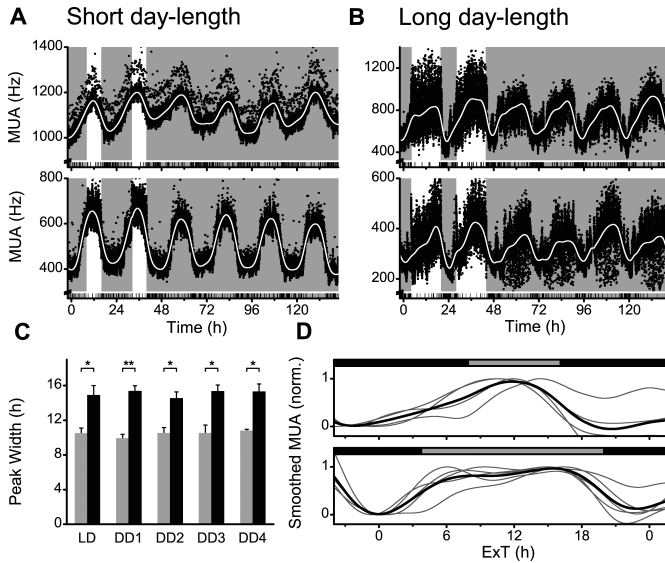 A Short day-length
1400
1200
1000
MUA (Hz)
800
600
400
MUA (Hz)
0 24 48 72 96 120
Time (h)
B Long day-length
1200
800
400
600
400
200
0 24 48 72 96 120
Time (h)
C
* ** * * *
16
12
8
4
0
Peak Width (h)
LD DD1 DD2 DD3 DD4
D
1
0
1
0
Smoothed MUA (norm.)
0 6 12 18 0
ExT (h)